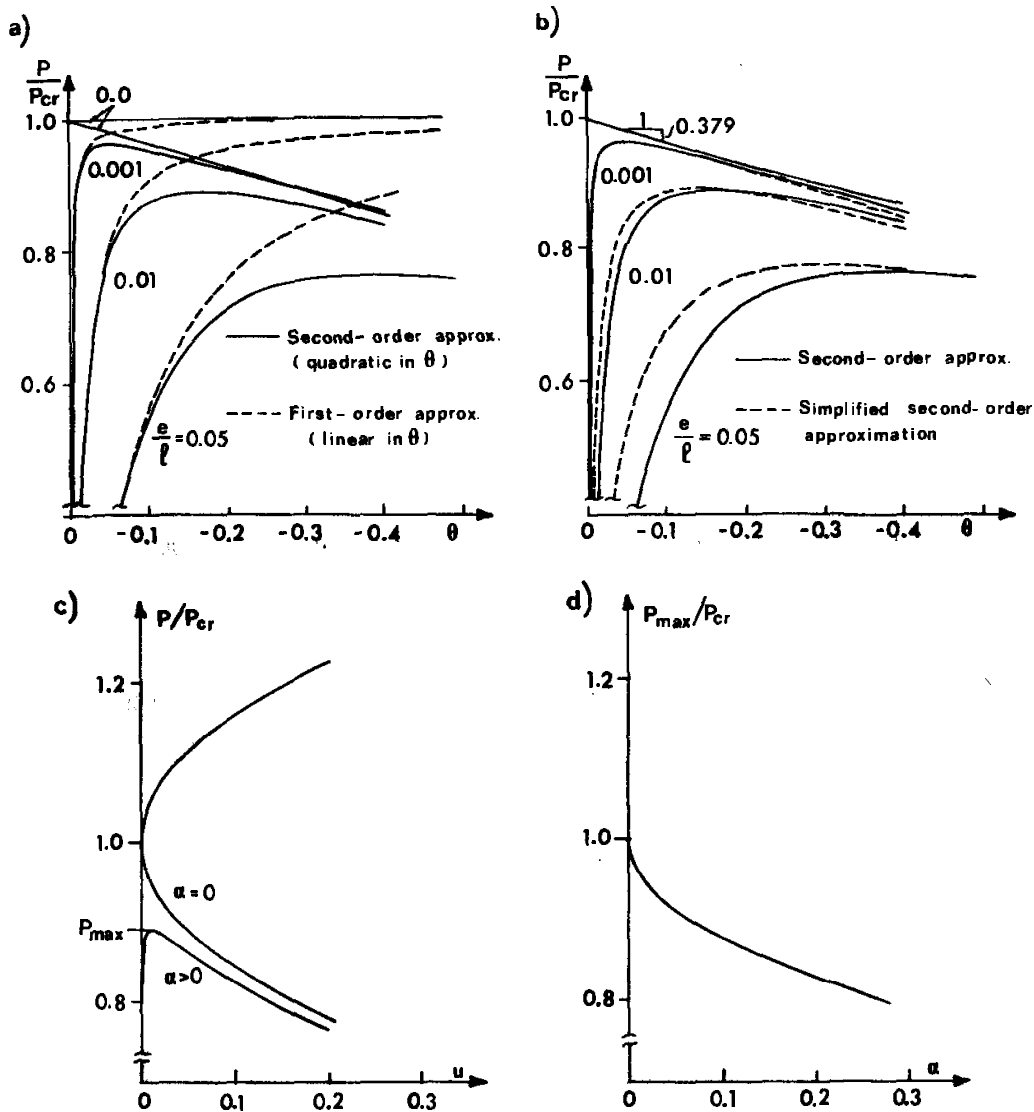 a)
P/Pcr
0.0
1.0
0.001
0.8
0.01
Second-order approx.
(quadratic in θ)
0.6
First-order approx.
(linear in θ)
e/ℓ = 0.05
0 -0.1 -0.2 -0.3 -0.4 θ
b)
P/Pcr
1.0
1
0.379
0.001
0.8
0.01
Second-order approx.
0.6
Simplified second-order
approximation
e/ℓ = 0.05
0 -0.1 -0.2 -0.3 -0.4 θ
c)
P/Pcr
1.2
1.0
α = 0
Pmax
α>0
0.8
u
0 0.1 0.2 0.3
d)
Pmax/Pcr
1.2
1.0
0.8
α
0 0.1 0.2 0.3